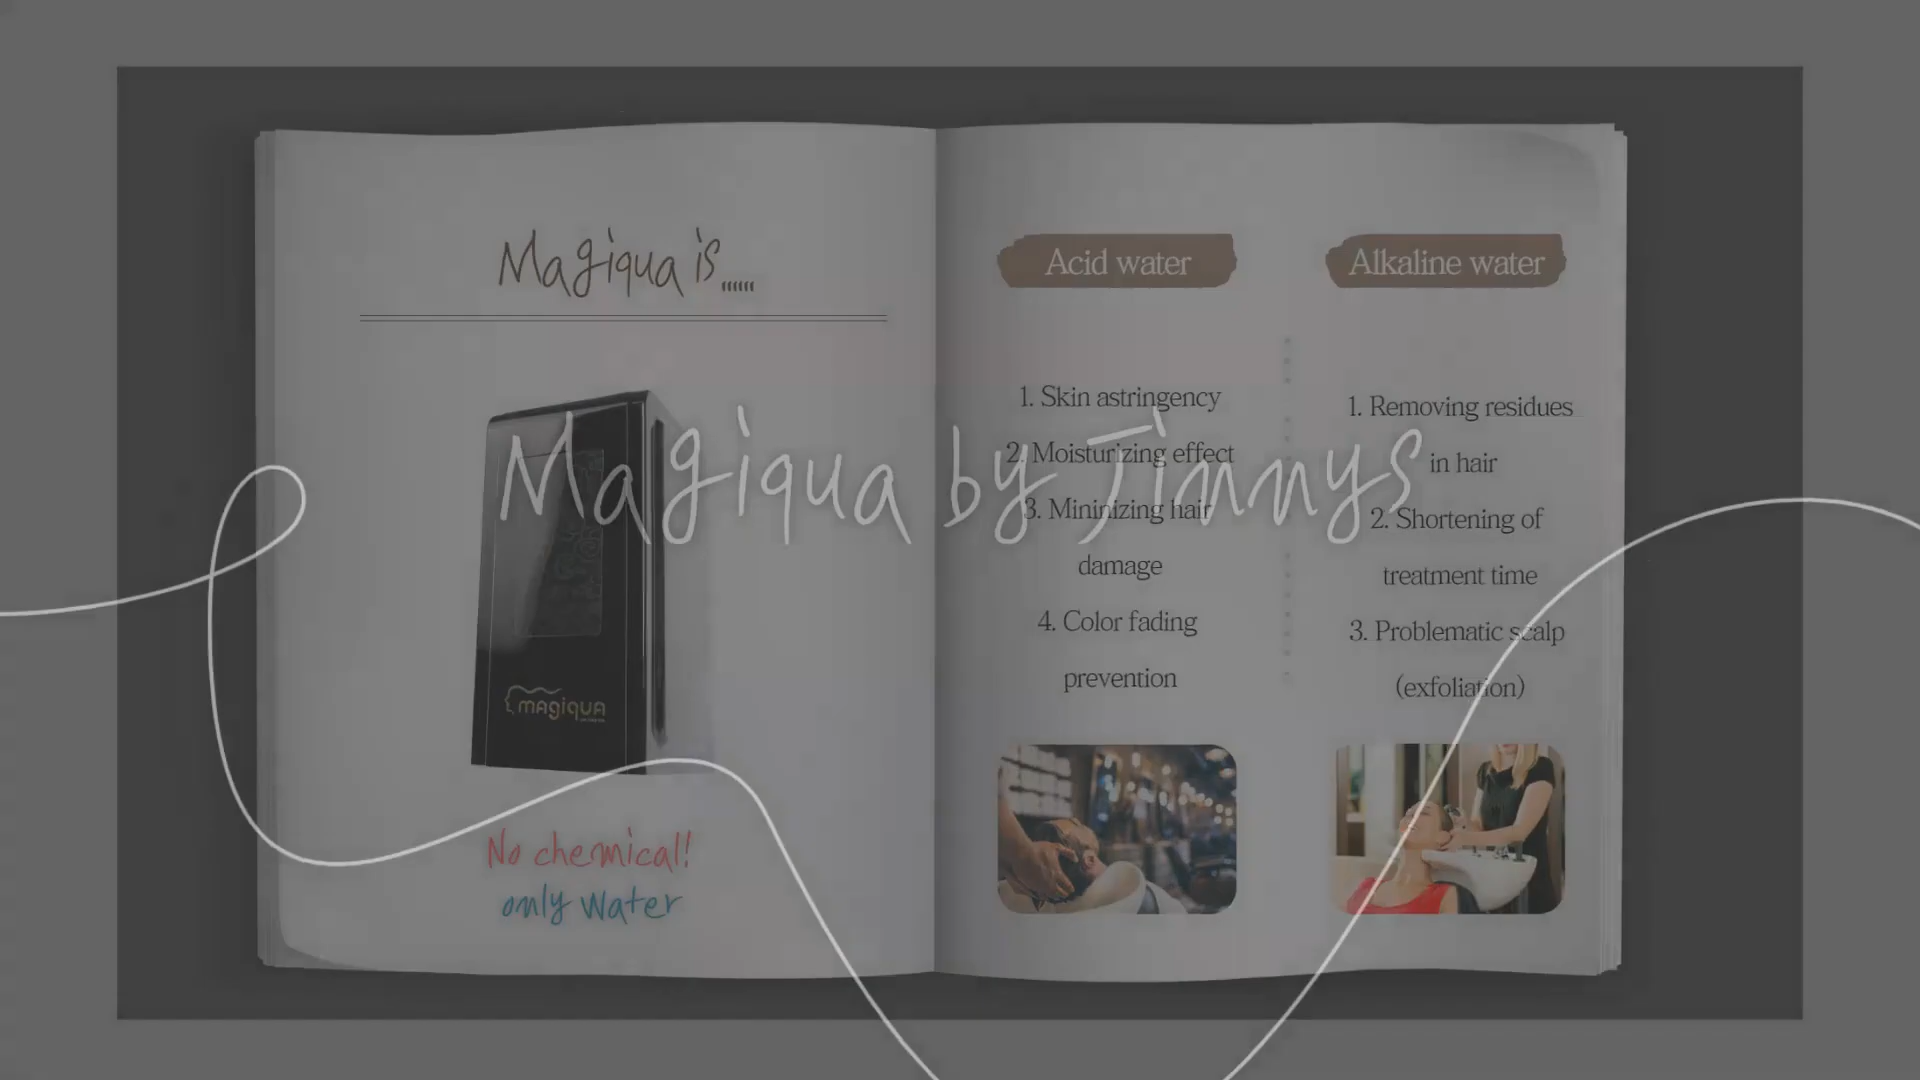 Magiqua is......
magiqua
No chemical!
only water
Magiqua by Jinnys
Acid water
1. Skin astringency
2. Moisturizing effect
3. Mininizing hair
damage
4. Color fading
prevention
Alkaline water
1. Removing residues
in hair
2. Shortening of
treatment time
3. Problematic scalp
(exfoliation)